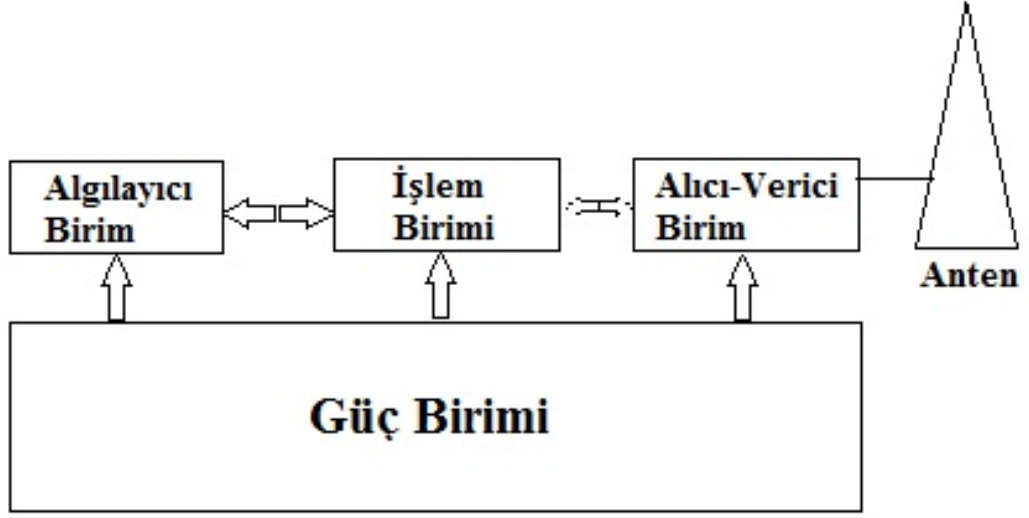 Algılayıcı
Birim
İşlem
Birimi
Alıcı-Verici
Birim
Anten
Güç Birimi